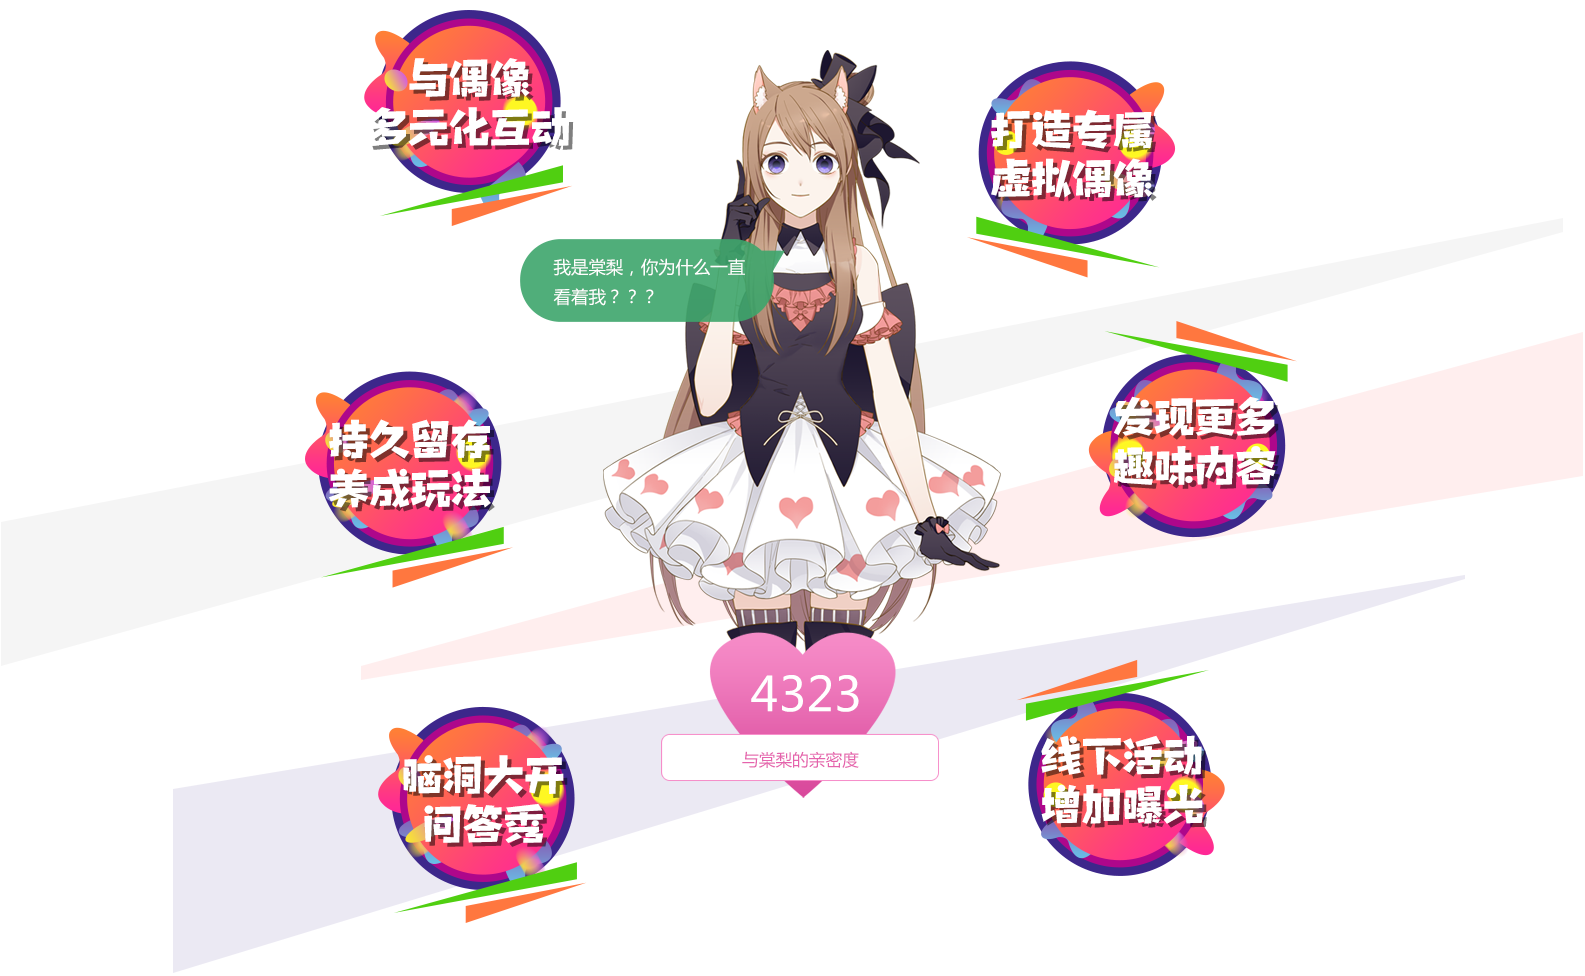 与偶像
多元化互动
打造专属
虚拟偶像
我是棠梨，你为什么一直
看着我？？？
持久留存
养成玩法
发现更多
趣味内容
4323
与棠梨的亲密度
脑洞大开
问答秀
线下活动
增加曝光